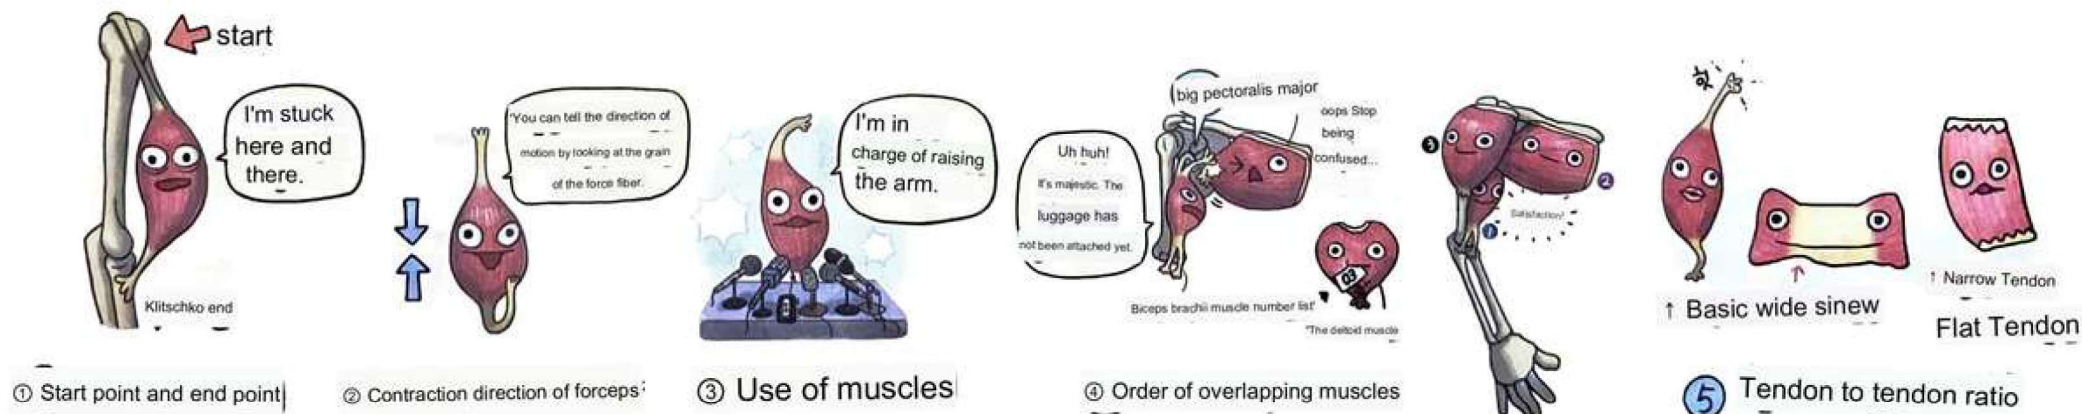 start
I'm stuck
here and
there.
Klitschko end
① Start point and end point
"You can tell the direction of
motion by looking at the grain
of the force fiber.
② Contraction direction of forceps
I'm in
charge of raising
the arm.
③ Use of muscles
big pectoralis major
oops Stop
being
confused...
Uh huh!
It's majestic. The
luggage has
not been attached yet.
03
Biceps brachii muscle number list'
"The deltoid muscle
④ Order of overlapping muscles
3
2
Satisfaction!
1
↑ Basic wide sinew
↑ Narrow Tendon
Flat Tendon
⑤ Tendon to tendon ratio